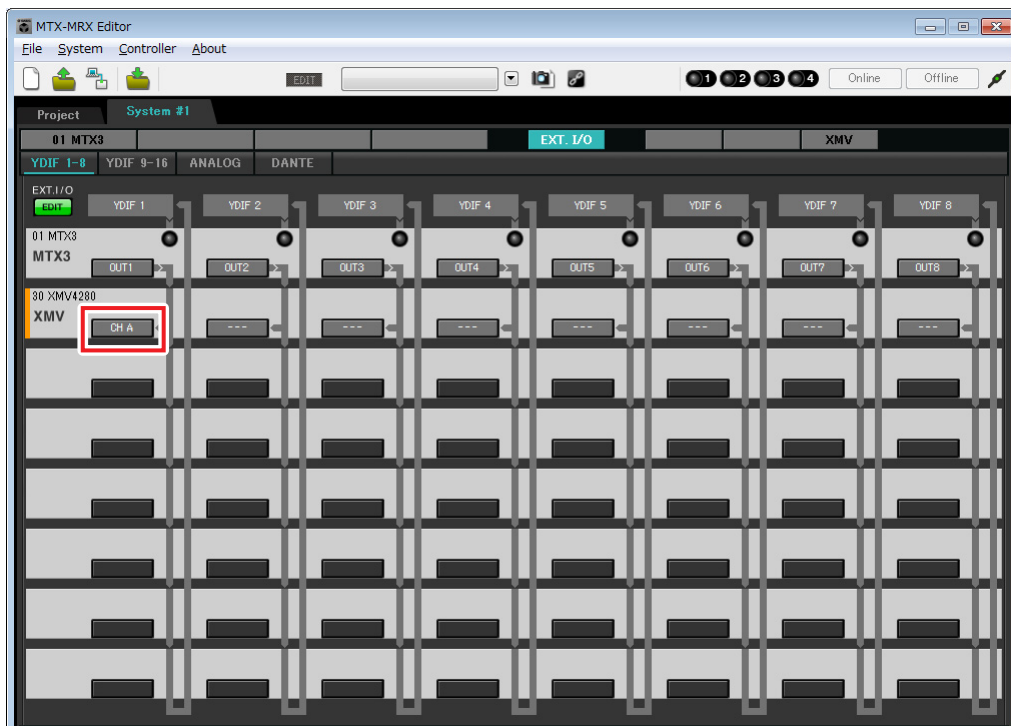 MTX-MRX Editor
File System Controller About
EDIT 1 2 3 4 Online Offline
Project System #1
01 MTX3 EXT. I/O XMV
YDIF 1-8 YDIF 9-16 ANALOG DANTE
EXT.I/O
EDIT YDIF 1 YDIF 2 YDIF 3 YDIF 4 YDIF 5 YDIF 6 YDIF 7 YDIF 8
01 MTX3
MTX3
OUT1 OUT2 OUT3 OUT4 OUT5 OUT6 OUT7 OUT8
30 XMV4280
XMV
CH A --- --- --- --- --- --- ---